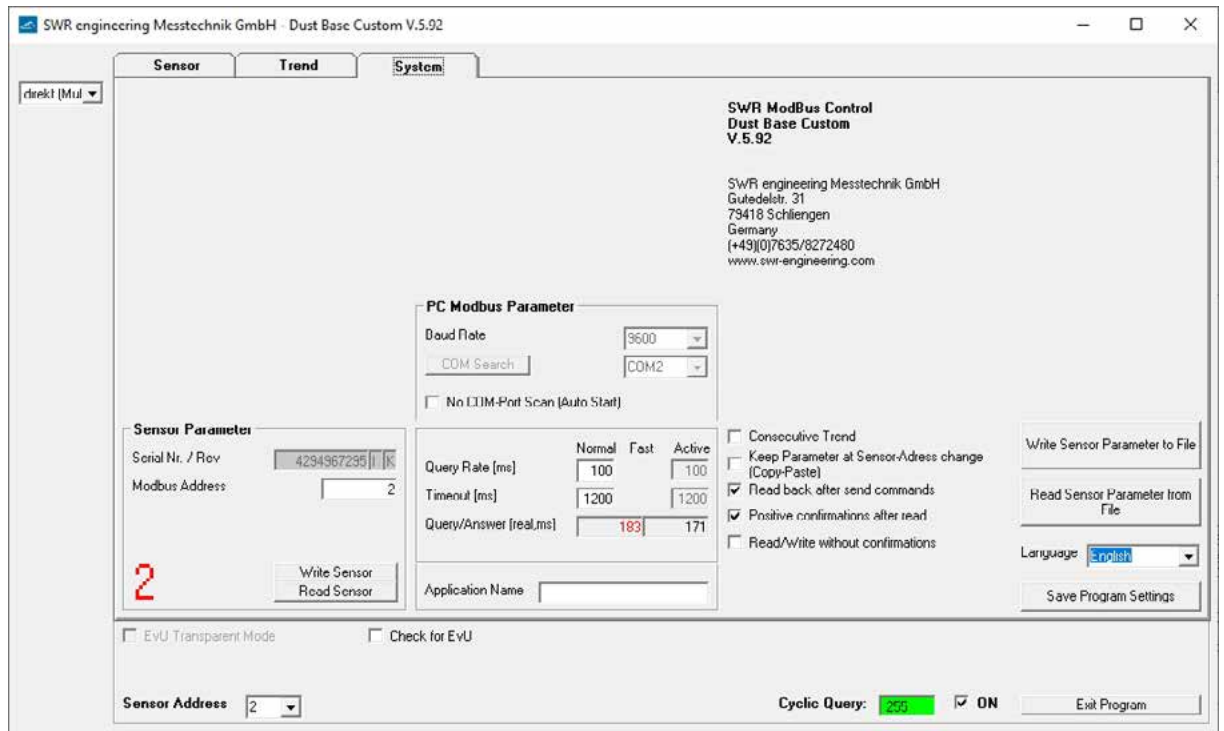 SWR engineering Messtechnik GmbH - Dust Base Custom V.5.92
Sensor Trend System
direkt (Mul
SWR ModBus Control
Dust Base Custom
V.5.92
SWR engineering Messtechnik GmbH
Gutedelstr. 31
79418 Schliengen
Germany
(+49)(0)7635/8272480
www.swr-engineering.com
PC Modbus Parameter
Baud Rate 9600
COM Search COM2
No COM-Port Scan (Auto Start)
Sensor Parameter
Serial Nr. / Rev 4294967295 I K
Modbus Address 2
2
Write Sensor
Read Sensor
Normal Fast Active
Query Rate [ms] 100 100
Timeout [ms] 1200 1200
Query/Answer [real,ms] 183 171
Application Name
Consecutive Trend
Keep Parameter at Sensor-Adress change
(Copy-Paste)
Read back after send commands
Positive confirmations after read
Read/Write without confirmations
Write Sensor Parameter to File
Read Sensor Parameter from
File
Language English
Save Program Settings
EvU Transparent Mode Check for EvU
Sensor Address 2
Cyclic Query: 255 ON
Exit Program